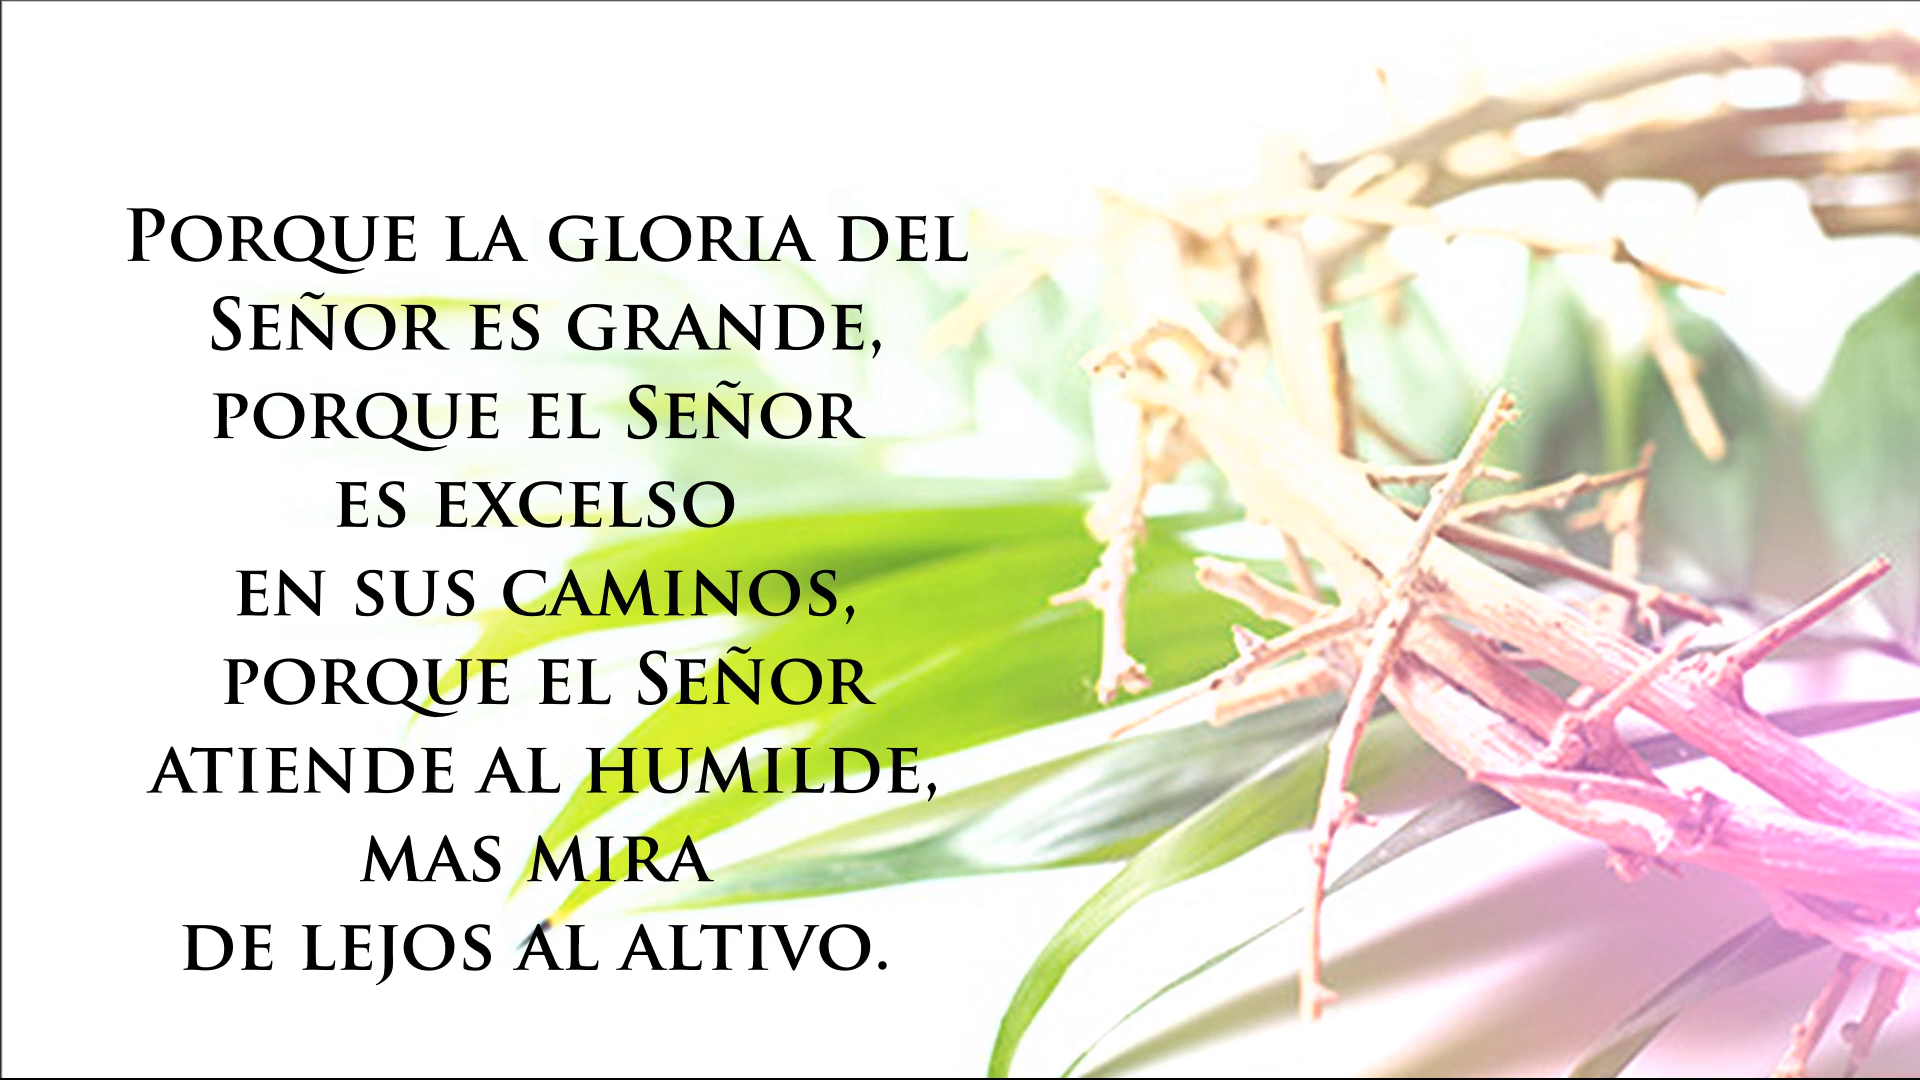 Porque la gloria del
Señor es grande,
porque el Señor
es excelso
en sus caminos,
porque el Señor
atiende al humilde,
mas mira
de lejos al altivo.